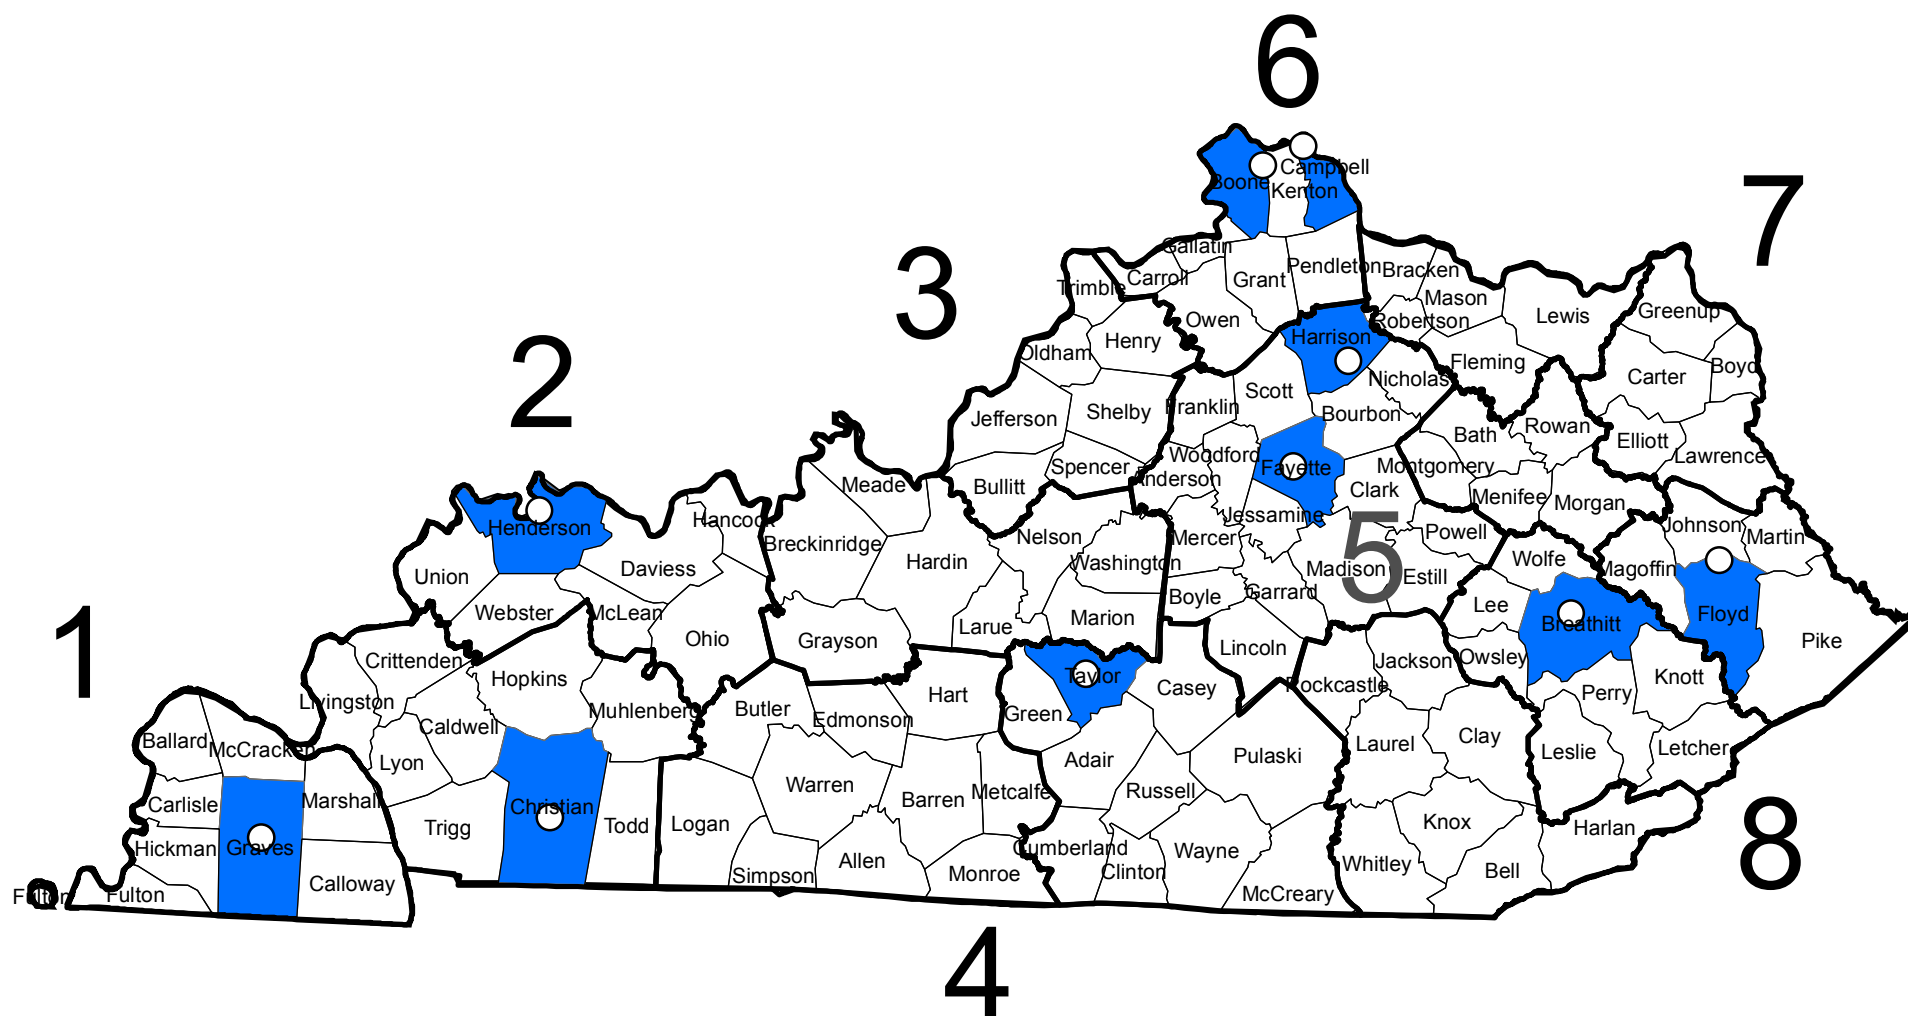 6
7
3
2
1
5
8
4
Boone
Campbell
Kenton
Gallatin
Carroll
Grant
Pendleton
Bracken
Trimble
Mason
Owen
Robertson
Lewis
Greenup
Henry
Harrison
Oldham
Fleming
Boyd
Nicholas
Carter
Scott
Shelby
Franklin
Jefferson
Bourbon
Rowan
Bath
Elliott
Woodford
Lawrence
Fayette
Montgomery
Spencer
Anderson
Meade
Bullitt
Clark
Menifee
Morgan
Jessamine
Hancock
Henderson
Johnson
Powell
Nelson
Mercer
Martin
Breckinridge
Wolfe
Hardin
Washington
Daviess
Madison
Magoffin
Union
Estill
Garrard
Boyle
Lee
Webster
McLean
Floyd
Marion
Breathitt
Larue
Ohio
Grayson
Pike
Lincoln
Owsley
Jackson
Crittenden
Taylor
Knott
Hopkins
Rockcastle
Casey
Perry
Hart
Livingston
Muhlenberg
Butler
Green
Edmonson
Caldwell
Clay
Ballard
Laurel
McCracken
Letcher
Leslie
Pulaski
Adair
Lyon
Warren
Russell
Metcalfe
Barren
Marshall
Carlisle
Christian
Knox
Logan
Todd
Trigg
Harlan
Graves
Hickman
Cumberland
Wayne
Allen
Whitley
Bell
Clinton
Monroe
Simpson
Calloway
McCreary
Fulton
Fulton